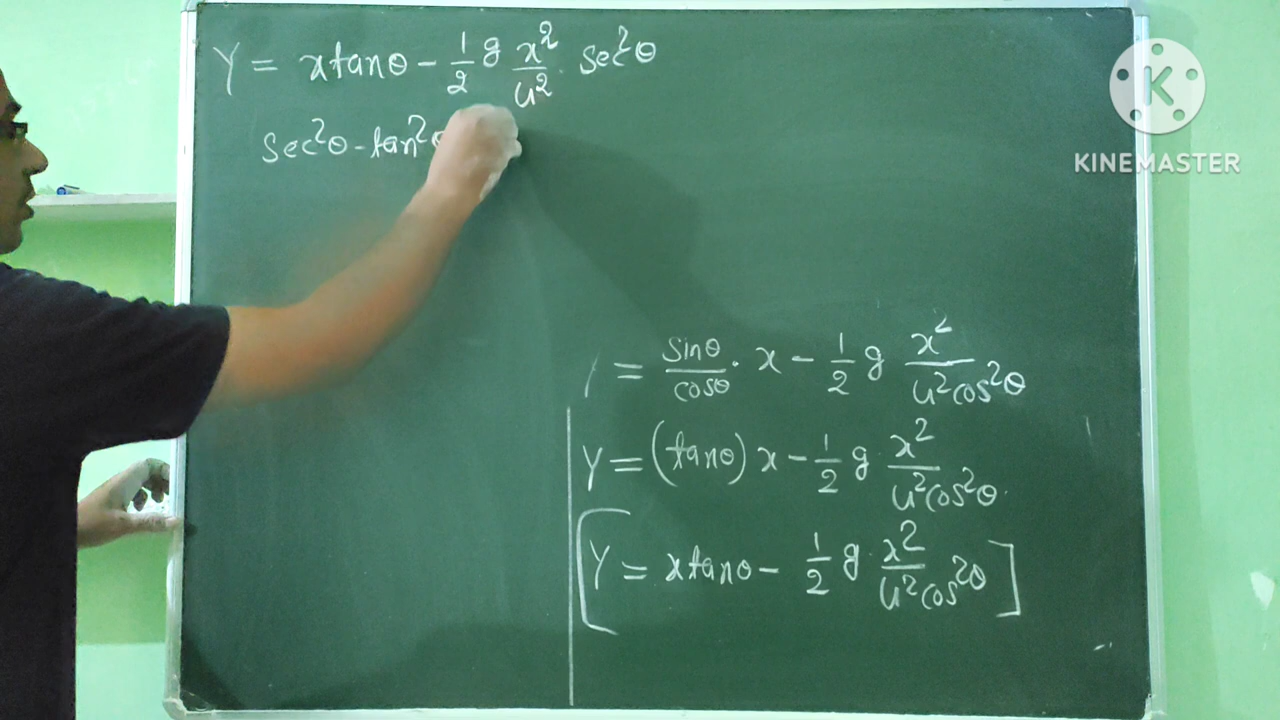 Y = x tanθ - 1/2 g x²/u² · sec²θ
sec²θ - tan²θ
K
KINEMASTER
= sinθ/cosθ · x - 1/2 g x²/u²cos²θ
Y = (tanθ) x - 1/2 g · x²/u²cos²θ ·
[Y = x tanθ - 1/2 g · x²/u²cos²θ]